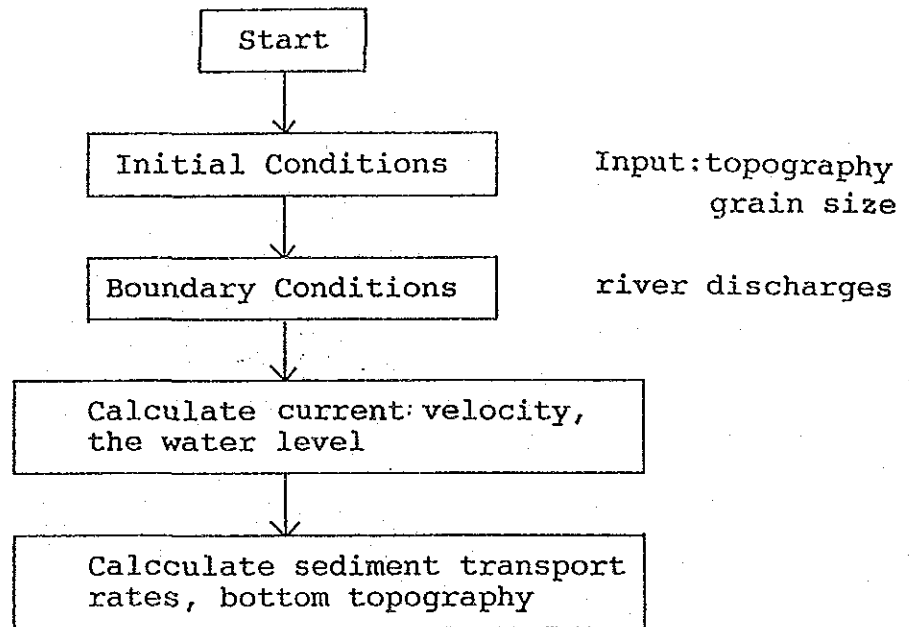 Start
Initial Conditions
Input:topography
grain size
Boundary Conditions
river discharges
Calculate current velocity,
the water level
Calcculate sediment transport
rates, bottom topography